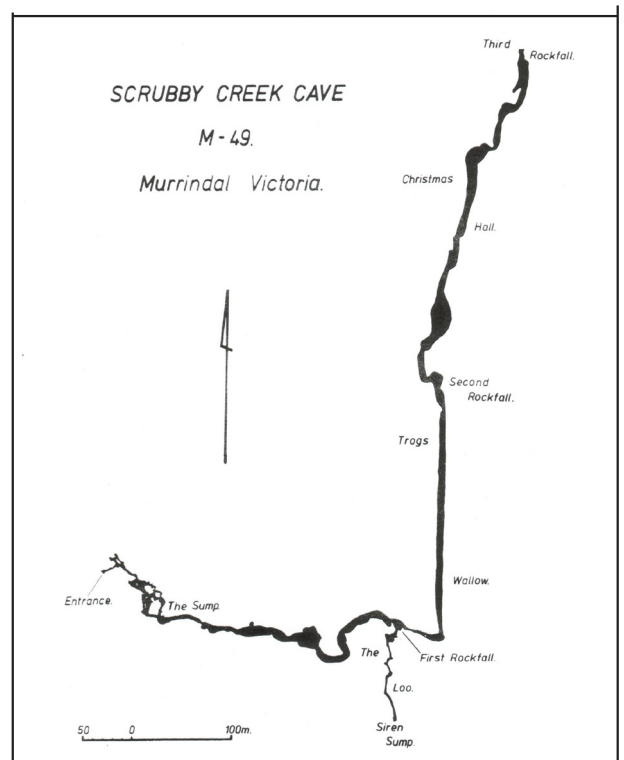 SCRUBBY CREEK CAVE
M-49.
Murrindal Victoria.
Third
Rockfall.
Christmas
Hall.
Second
Rockfall.
Trogs
Wallow.
Entrance.
The Sump
The
First Rockfall.
Loo.
Siren
Sump.
50 0 100m.